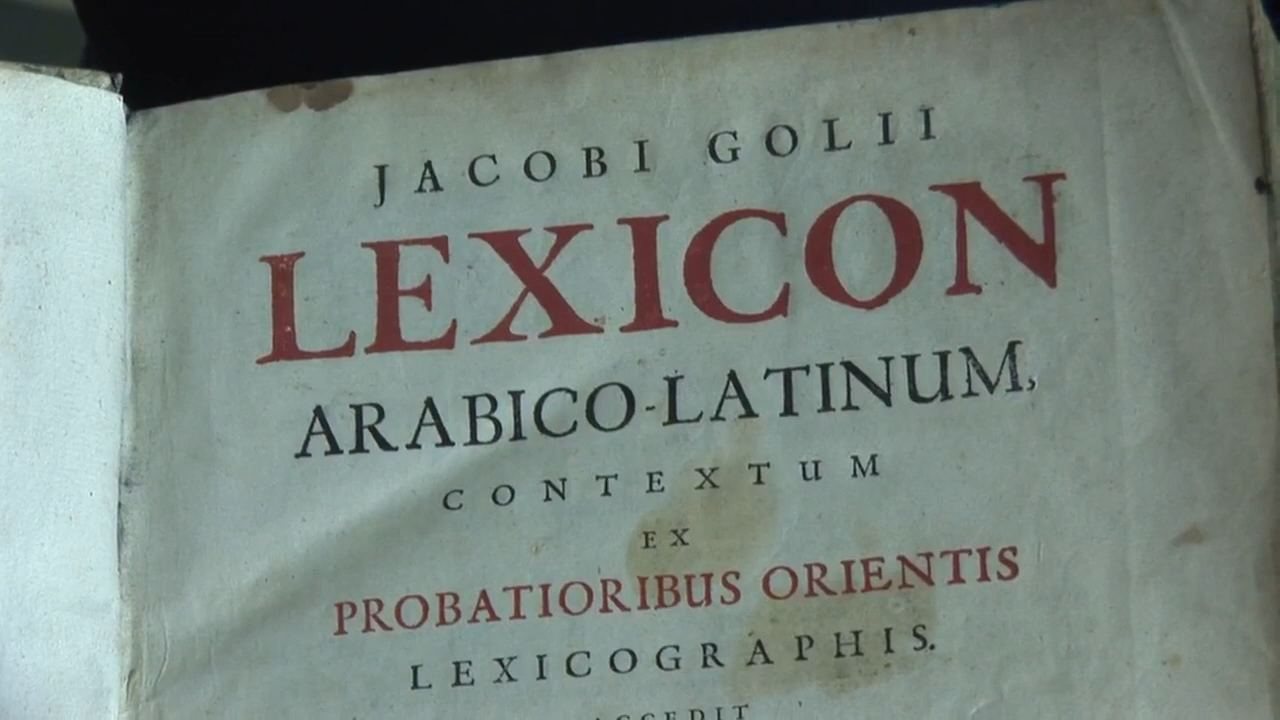 JACOBI GOLII
LEXICON
ARABICO-LATINUM,
CONTEXTUM
EX
PROBATIORIBUS ORIENTIS
LEXICOGRAPHIS.